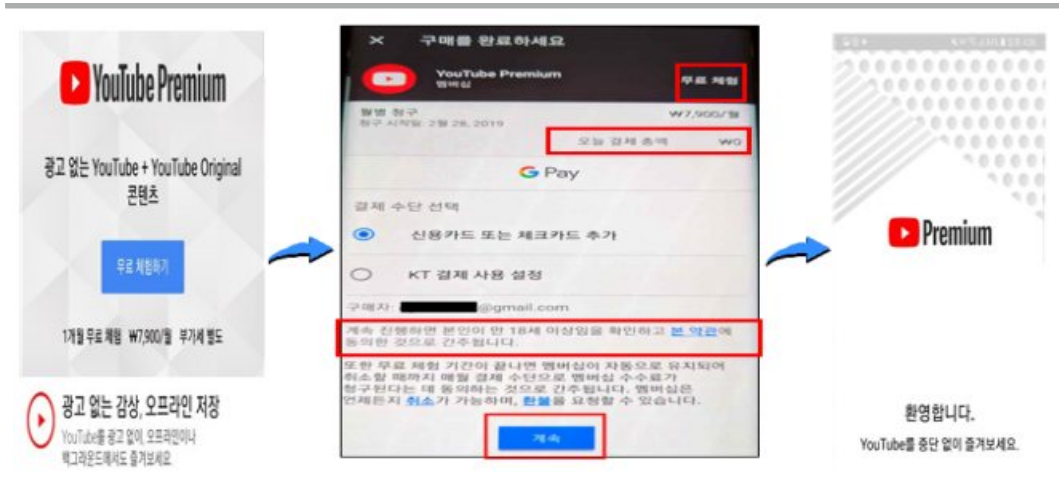 YouTube Premium
광고 없는 YouTube + YouTube Original
콘텐츠
무료 체험하기
1개월 무료 체험 ₩7,900/월 부가세 별도
광고 없는 감상, 오프라인 저장
YouTube를 광고 없이, 오프라인이나
백그라운드에서도 즐겨보세요
× 구매를 완료하세요
YouTube Premium
멤버십
무료 체험
월별 청구 ₩7,900/월
청구 시작일: 2월 28, 2019
오늘 결제 총액 ₩0
G Pay
결제 수단 선택
신용카드 또는 체크카드 추가
KT 결제 사용 설정
구매자: @gmail.com
계속 진행하면 본인이 만 18세 이상임을 확인하고 본 약관에
동의한 것으로 간주됩니다.
또한 무료 체험 기간이 끝나면 멤버십이 자동으로 유지되어
취소할 때까지 매월 결제 수단으로 멤버십 수수료가
청구된다는 데 동의하는 것으로 간주됩니다. 멤버십은
언제든지 취소가 가능하며, 환불을 요청할 수 있습니다.
계속
Premium
환영합니다.
YouTube를 중단 없이 즐겨보세요.